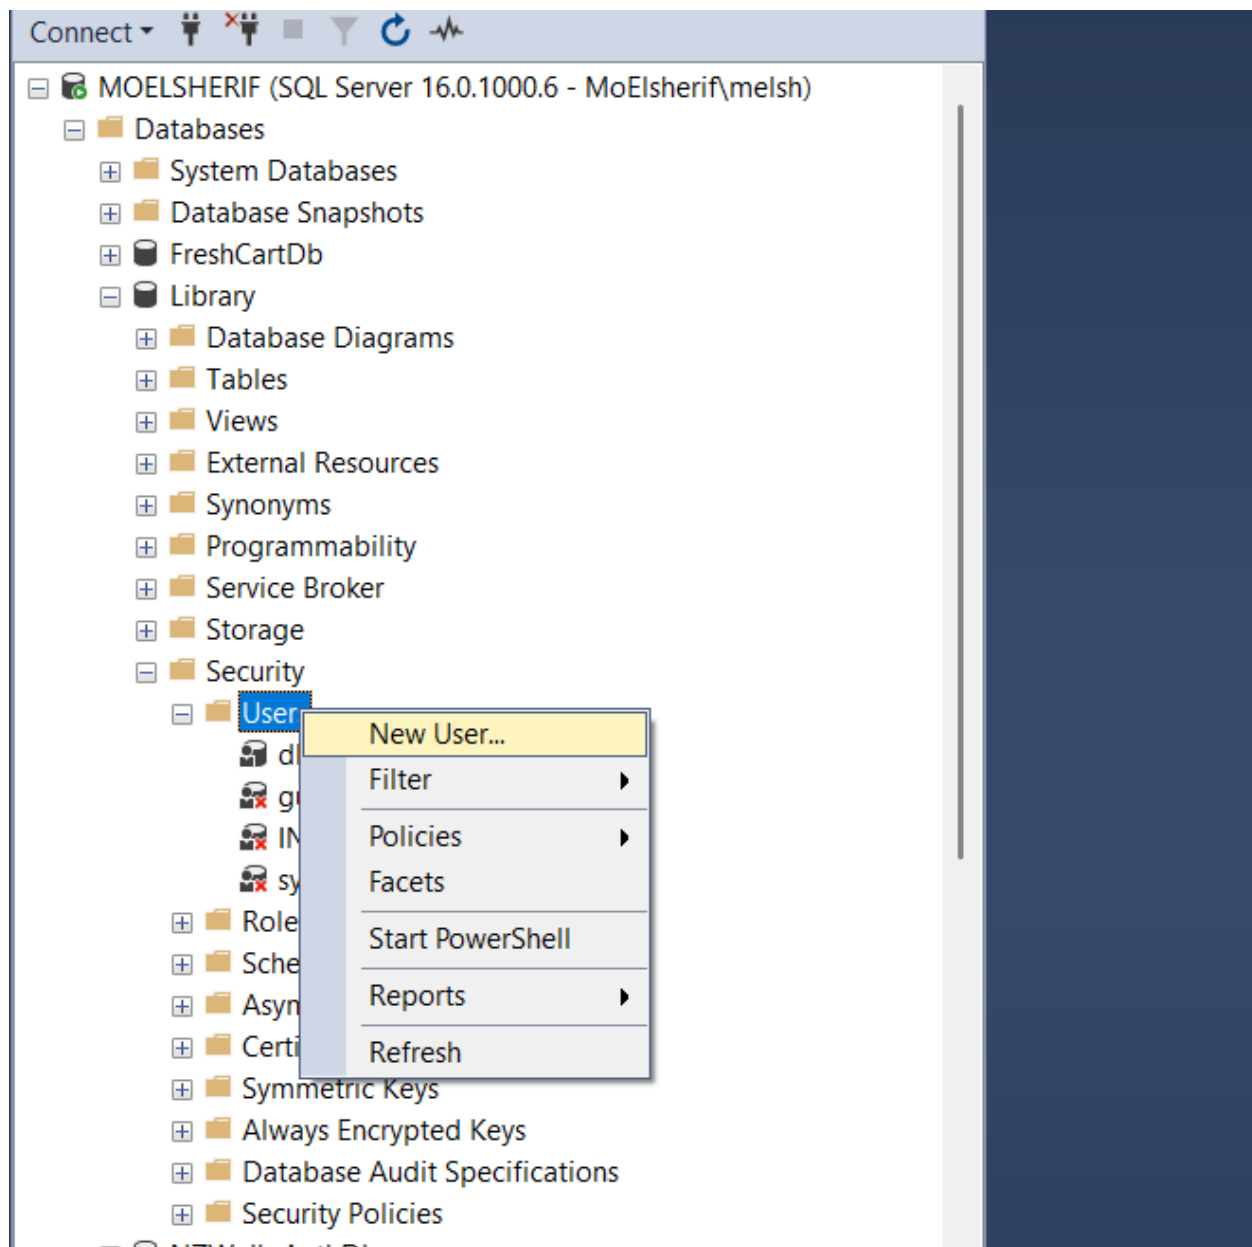 Connect
MOELSHERIF (SQL Server 16.0.1000.6 - MoElsherif\melsh)
Databases
System Databases
Database Snapshots
FreshCartDb
Library
Database Diagrams
Tables
Views
External Resources
Synonyms
Programmability
Service Broker
Storage
Security
User
New User...
Filter
Policies
Facets
Start PowerShell
Reports
Refresh
Role
Symmetric Keys
Always Encrypted Keys
Database Audit Specifications
Security Policies